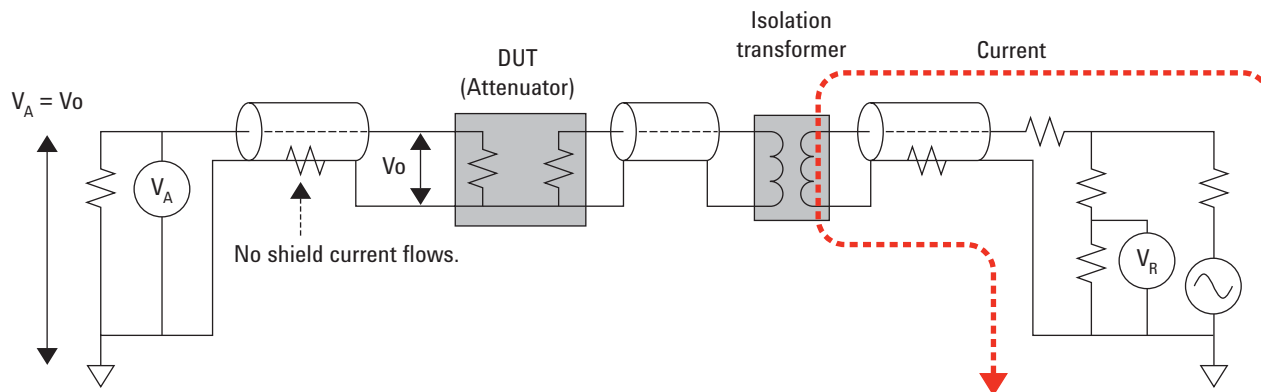 Isolation
transformer
Current
DUT
(Attenuator)
V_A = Vo
V_A
Vo
No shield current flows.
V_R